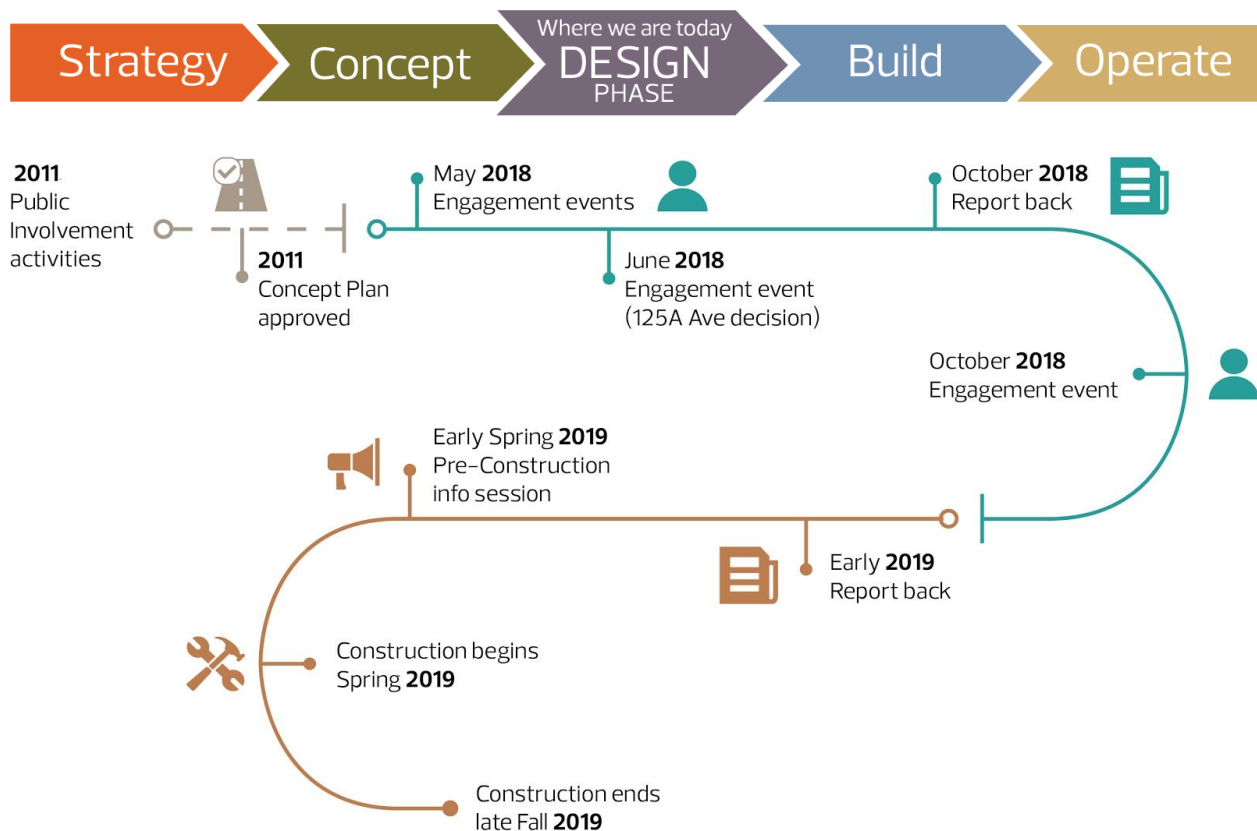 Strategy
Concept
Where we are today
DESIGN
PHASE
Build
Operate
2011
Public
Involvement
activities
2011
Concept Plan
approved
May 2018
Engagement events
June 2018
Engagement event
(125A Ave decision)
October 2018
Report back
October 2018
Engagement event
Early 2019
Report back
Early Spring 2019
Pre-Construction
info session
Construction begins
Spring 2019
Construction ends
late Fall 2019